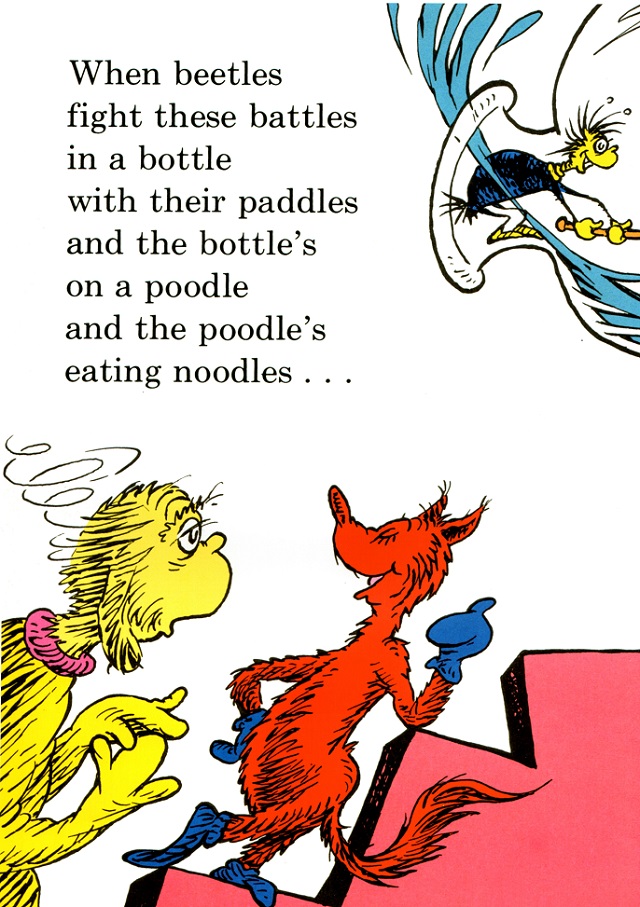 When beetles
fight these battles
in a bottle
with their paddles
and the bottle’s
on a poodle
and the poodle’s
eating noodles . . .